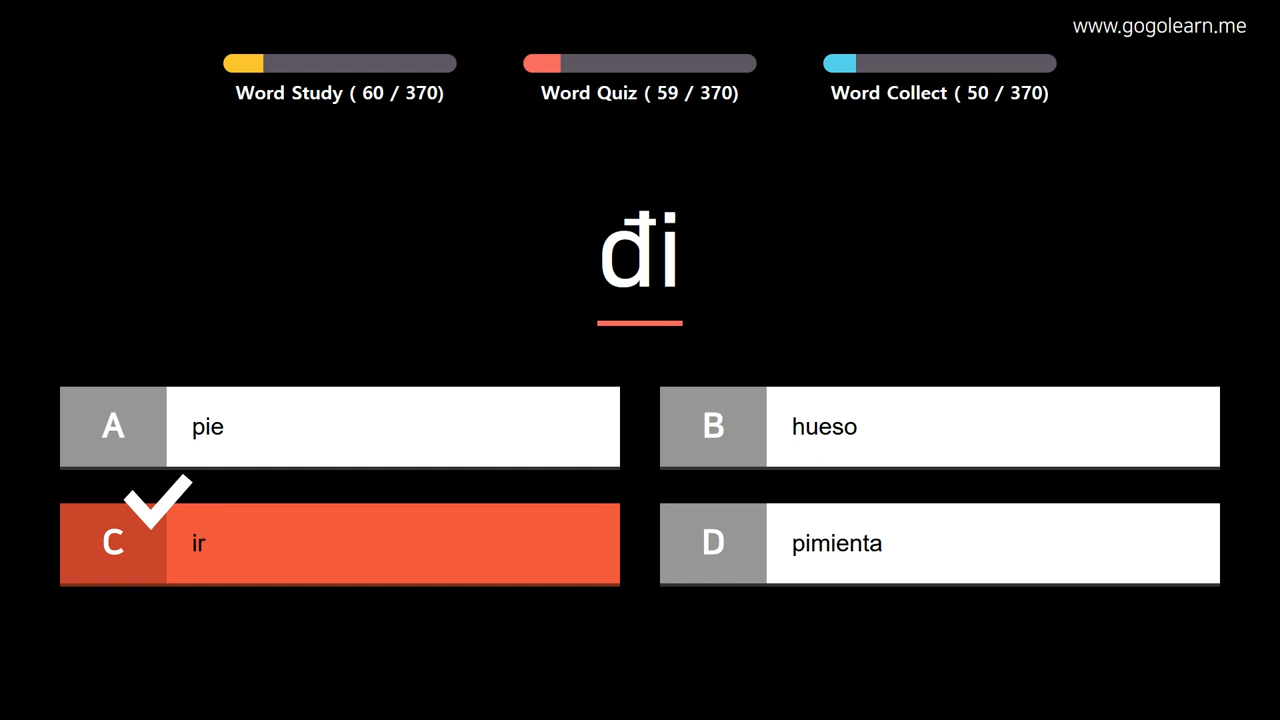 www.gogolearn.me
Word Study ( 60 / 370)
Word Quiz ( 59 / 370)
Word Collect ( 50 / 370)
đi
A pie
B hueso
C ir
D pimienta